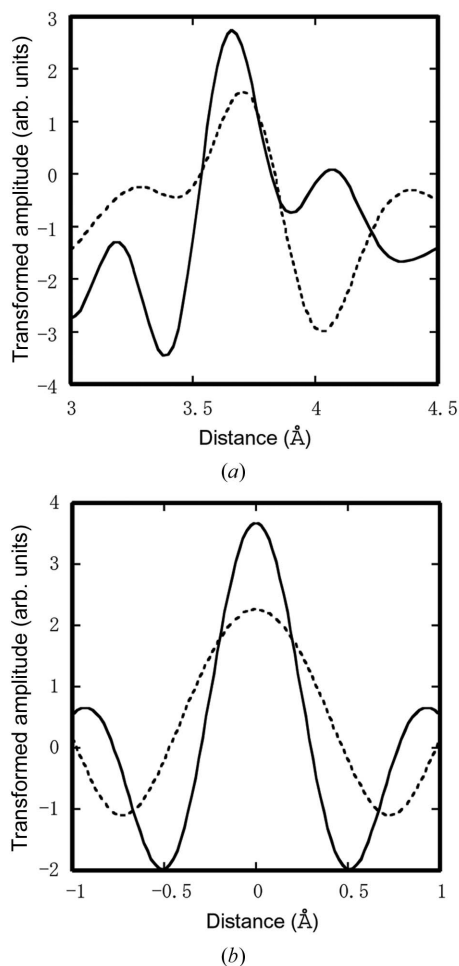 3
2
1
0
−1
−2
−3
−4
Transformed amplitude (arb. units)
3 3.5 4 4.5
Distance (Å)
(a)
4
3
2
1
0
-1
-2
Transformed amplitude (arb. units)
-1 -0.5 0 0.5 1
Distance (Å)
(b)